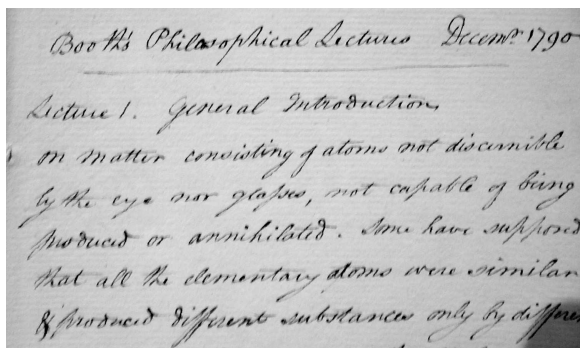 Booth's Philosophical Lectures Decemr. 1790
Lecture 1. General Introduction
on matter consisting of atoms not discernible
by the eye nor glasses, not capable of being
produced or annihilated. Some have supposed
that all the elementary atoms were similar
& produced different substances only by